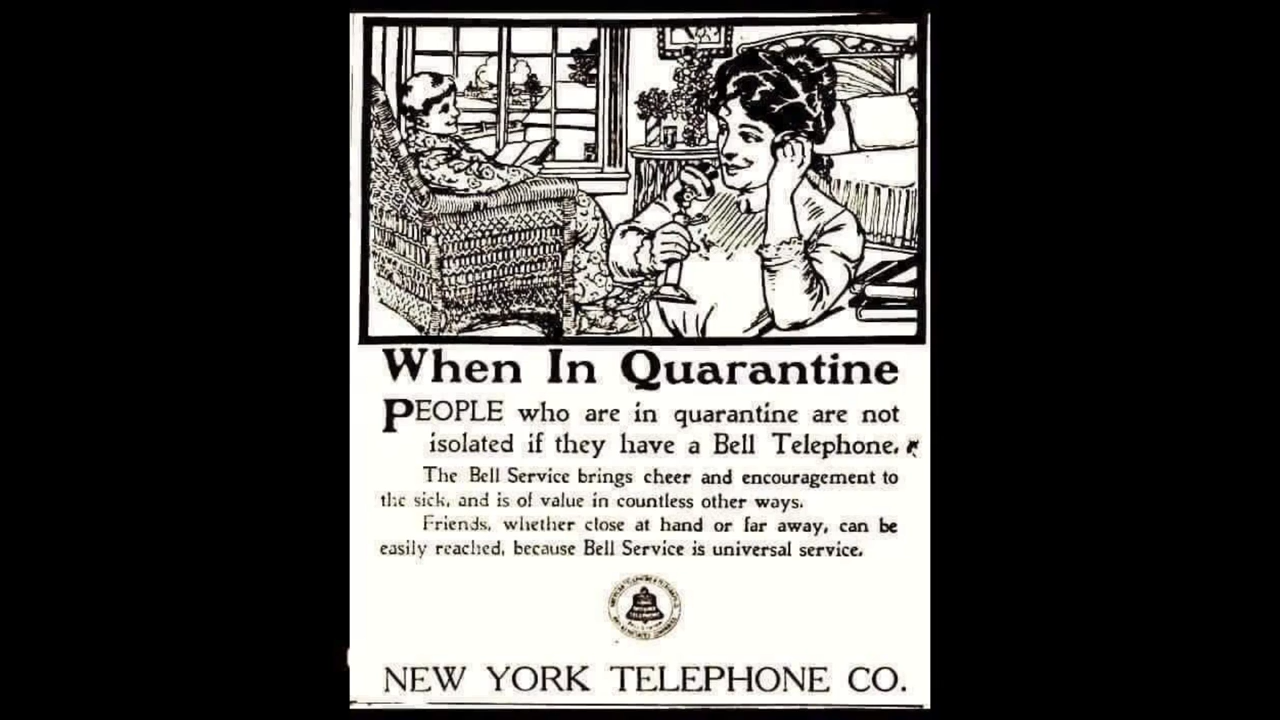 When In Quarantine
PEOPLE who are in quarantine are not
isolated if they have a Bell Telephone.
The Bell Service brings cheer and encouragement to
the sick, and is of value in countless other ways.
Friends, whether close at hand or far away, can be
easily reached, because Bell Service is universal service.
NEW YORK TELEPHONE CO.